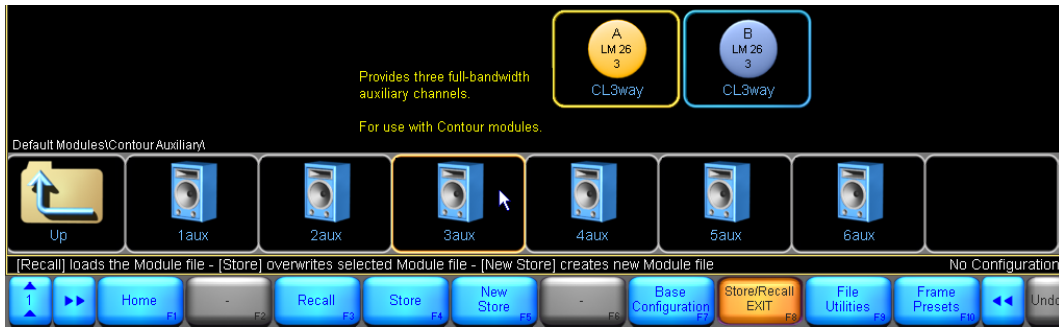 A
LM 26
3
CL3way
B
LM 26
3
CL3way
Provides three full-bandwidth
auxiliary channels.
For use with Contour modules.
Default Modules\Contour Auxiliary\
Up
1aux
2aux
3aux
4aux
5aux
6aux
[Recall] loads the Module file - [Store] overwrites selected Module file - [New Store] creates new Module file
No Configuration
1
Home
F1
-
F2
Recall
F3
Store
F4
New
Store
F5
-
F6
Base
Configuration
F7
Store/Recall
EXIT
F8
File
Utilities
F9
Frame
Presets
F10
Undo